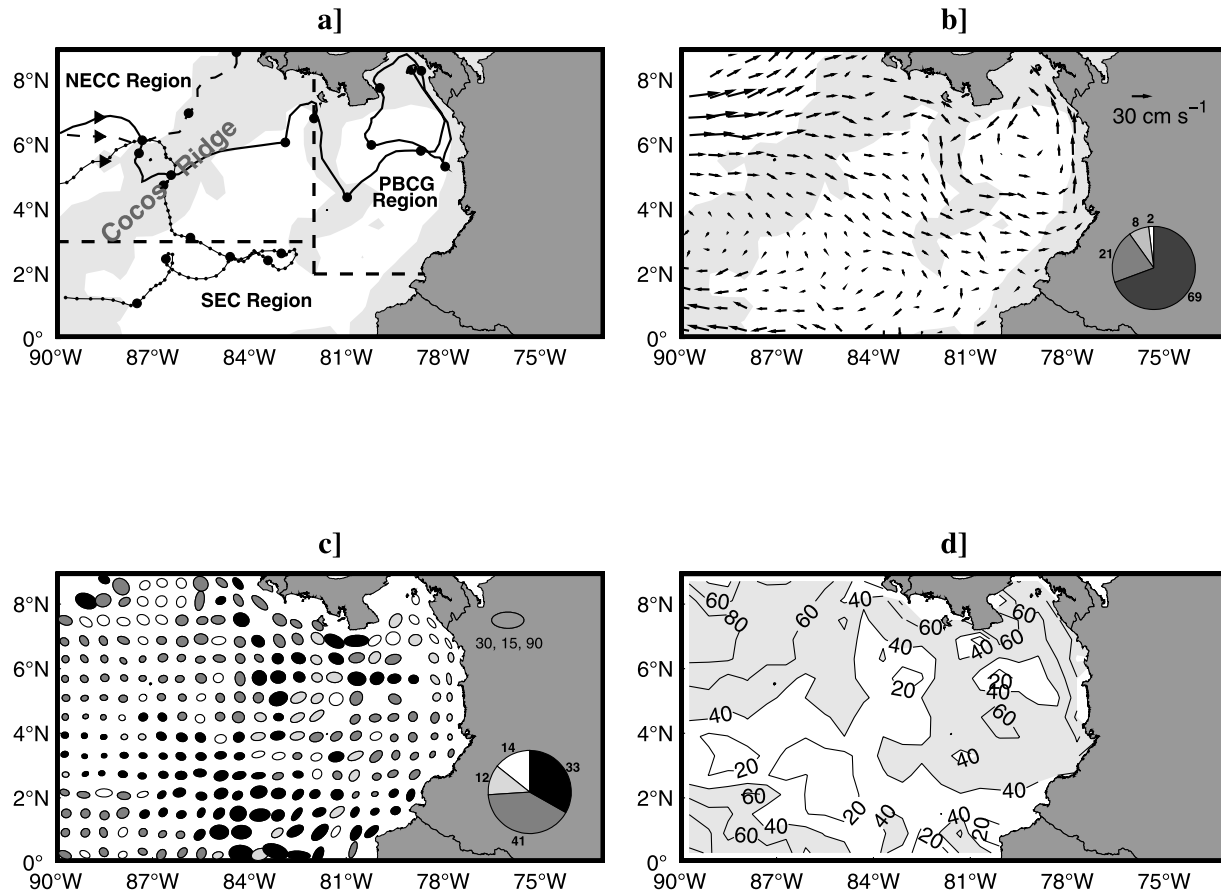 a]
b]
8°N
6°N
4°N
2°N
0°
NECC Region
Cocos Ridge
PBCG
Region
SEC Region
90°W
87°W
84°W
81°W
78°W
75°W
8°N
6°N
4°N
2°N
0°
30 cm s⁻¹
8
2
21
69
90°W
87°W
84°W
81°W
78°W
75°W
c]
d]
8°N
6°N
4°N
2°N
0°
30, 15, 90
14
33
12
41
90°W
87°W
84°W
81°W
78°W
75°W
8°N
6°N
4°N
2°N
0°
60
80
60
40
60
60
40
40
60
20
20
40
60
40
40
20
40
60
60
40
20
40
40
20
20
90°W
87°W
84°W
81°W
78°W
75°W